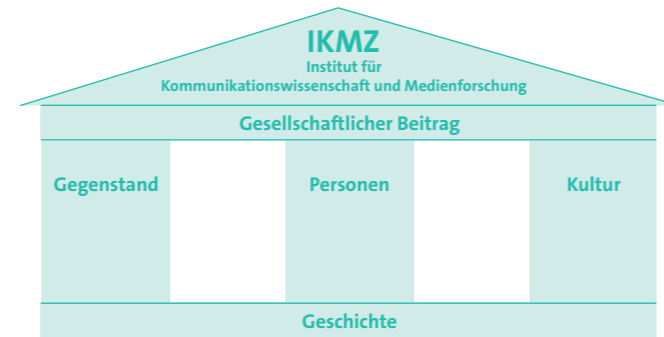 IKMZ
Institut für
Kommunikationswissenschaft und Medienforschung
Gesellschaftlicher Beitrag
Gegenstand
Personen
Kultur
Geschichte